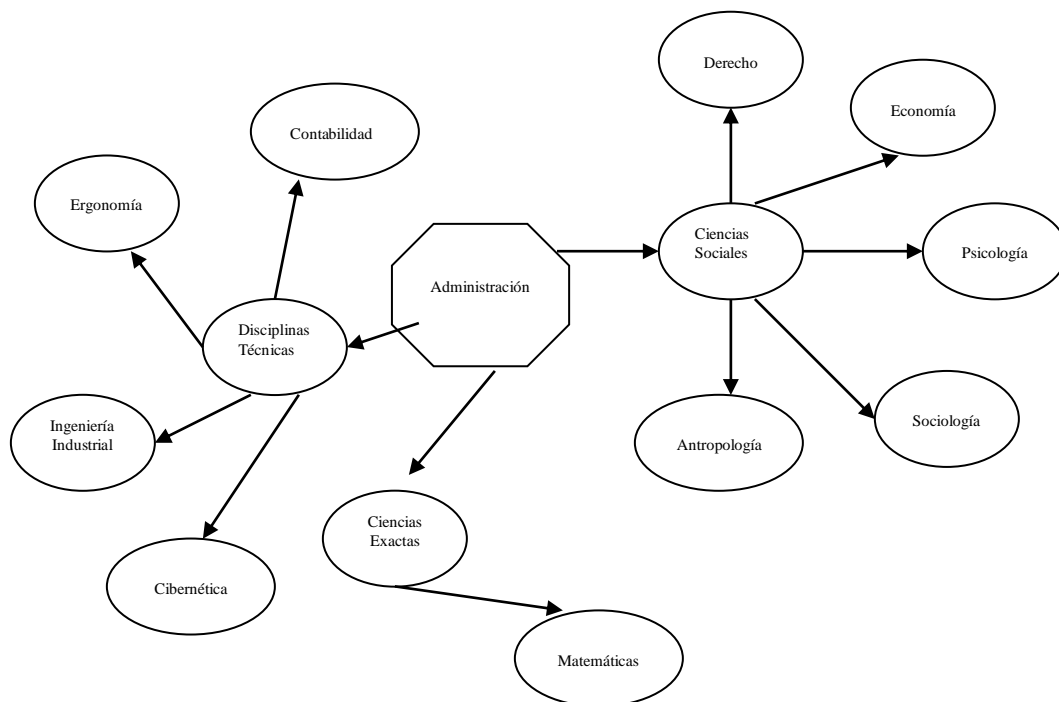 Derecho
Economía
Contabilidad
Ergonomía
Ciencias
Sociales
Psicología
Administración
Disciplinas
Técnicas
Ingeniería
Industrial
Sociología
Antropología
Ciencias
Exactas
Cibernética
Matemáticas